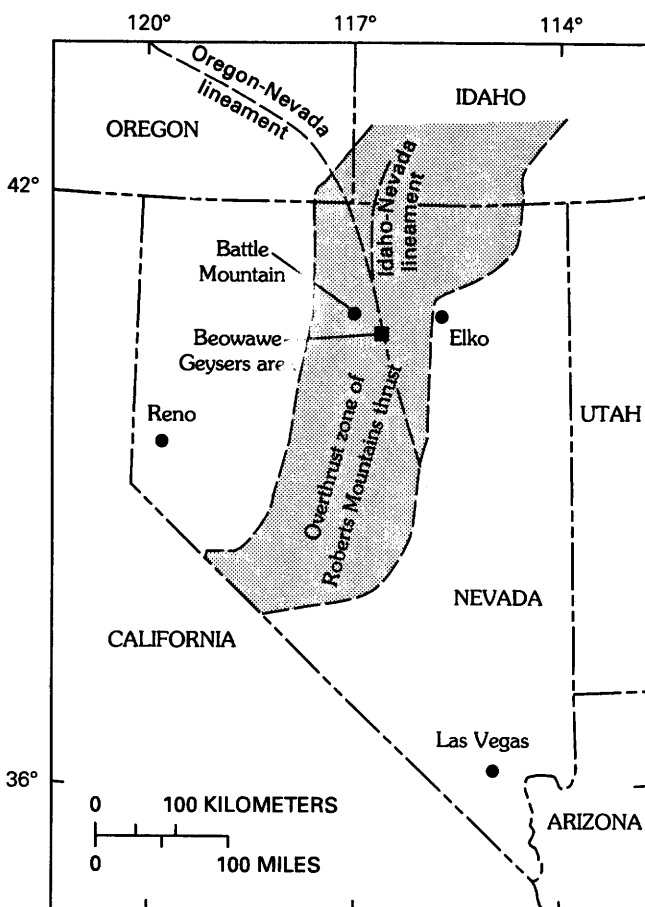 120°
117°
114°
Oregon-Nevada
lineament
IDAHO
OREGON
42°
Idaho-Nevada
lineament
Battle
Mountain
Beowawe
Geysers are
Elko
Reno
UTAH
Overthrust zone of
Roberts Mountains thrust
NEVADA
CALIFORNIA
Las Vegas
36°
0 100 KILOMETERS
0 100 MILES
ARIZONA